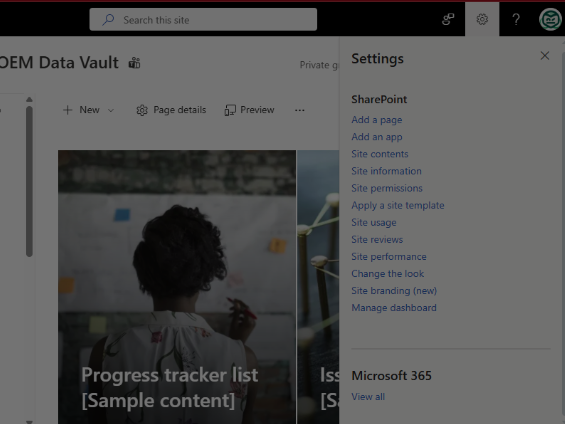 Search this site
OEM Data Vault
Private
New
Page details
Preview
Progress tracker list
[Sample content]
Settings
SharePoint
Add a page
Add an app
Site contents
Site information
Site permissions
Apply a site template
Site usage
Site reviews
Site performance
Change the look
Site branding (new)
Manage dashboard
Microsoft 365
View all